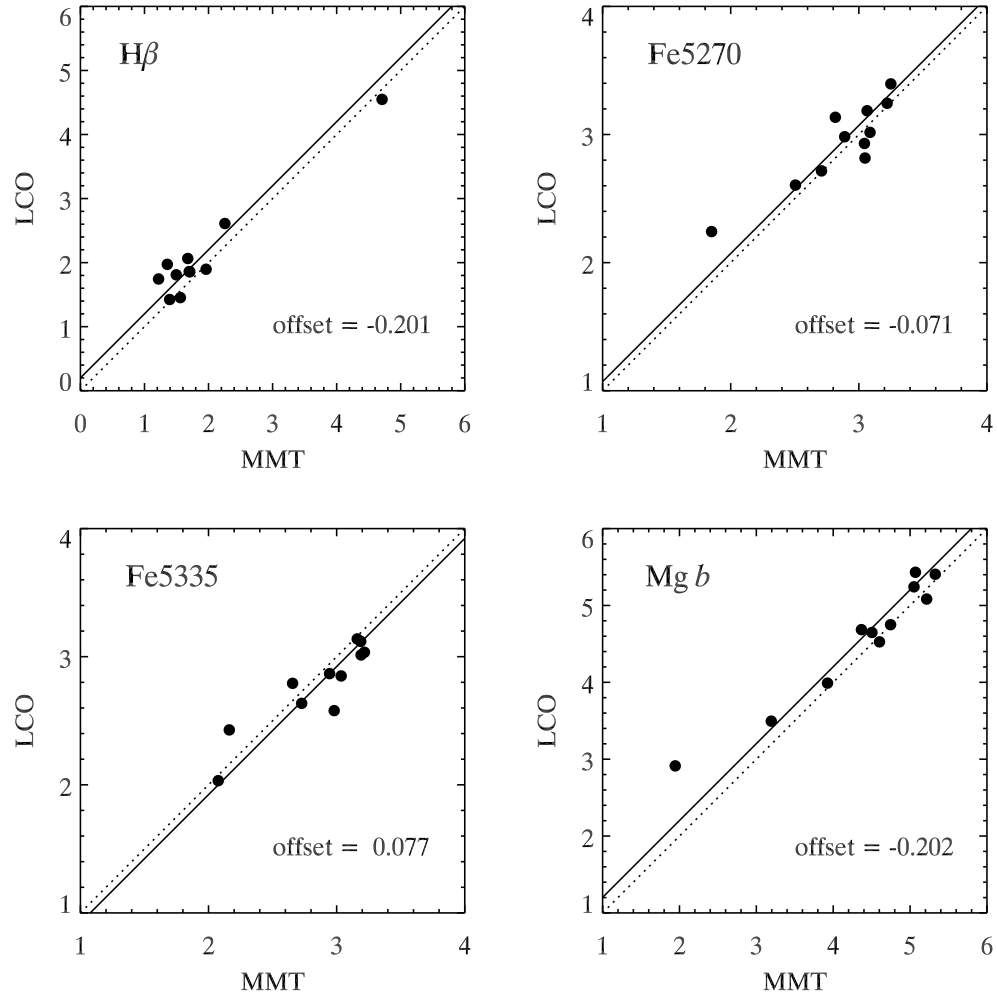 6
Hβ
5
4
3
LCO
2
1
offset = -0.201
0
0 1 2 3 4 5 6
MMT
4
Fe5270
3
LCO
2
offset = -0.071
1
1 2 3 4
MMT
4
Fe5335
3
LCO
2
offset = 0.077
1
1 2 3 4
MMT
6
Mg b
5
4
LCO
3
2
offset = -0.202
1
1 2 3 4 5 6
MMT